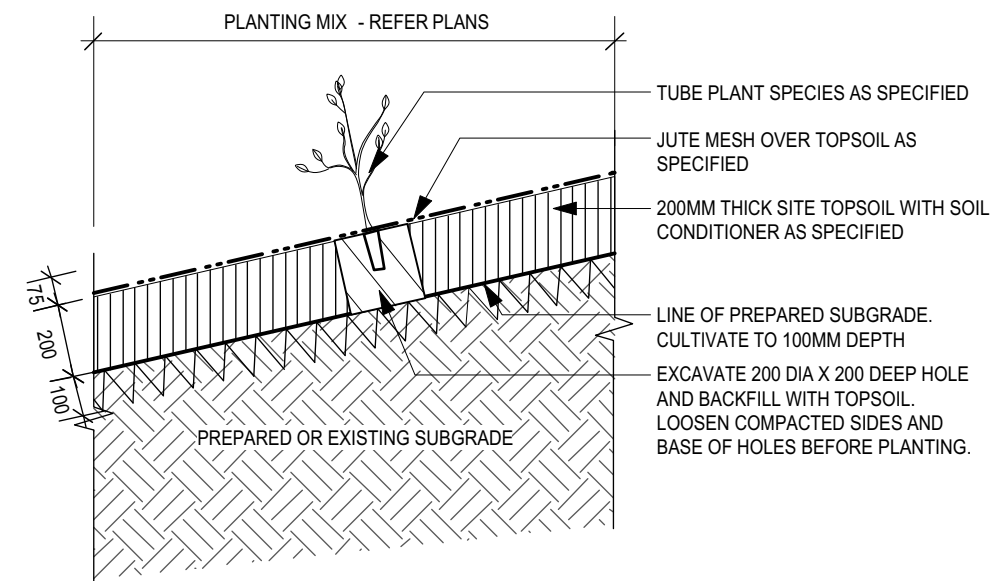 PLANTING MIX - REFER PLANS
TUBE PLANT SPECIES AS SPECIFIED
JUTE MESH OVER TOPSOIL AS
SPECIFIED
200MM THICK SITE TOPSOIL WITH SOIL
CONDITIONER AS SPECIFIED
LINE OF PREPARED SUBGRADE.
CULTIVATE TO 100MM DEPTH
EXCAVATE 200 DIA X 200 DEEP HOLE
AND BACKFILL WITH TOPSOIL.
LOOSEN COMPACTED SIDES AND
BASE OF HOLES BEFORE PLANTING.
75
200
100
PREPARED OR EXISTING SUBGRADE